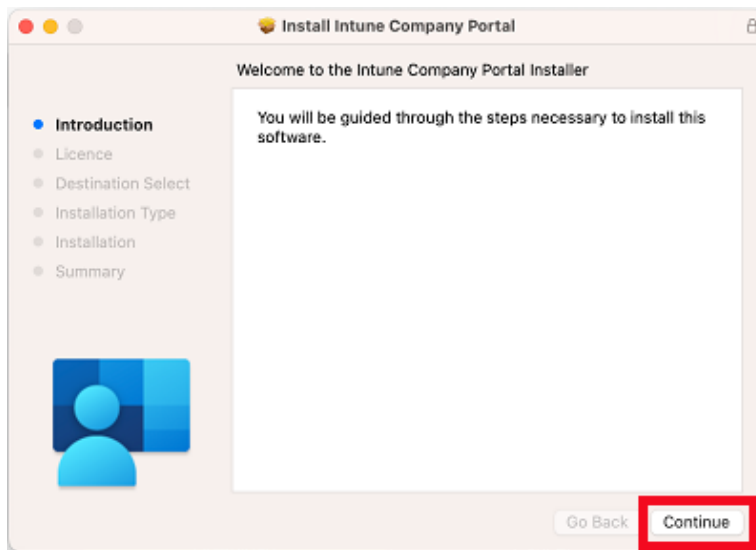 Install Intune Company Portal
Welcome to the Intune Company Portal Installer
Introduction
Licence
Destination Select
Installation Type
Installation
Summary
You will be guided through the steps necessary to install this
software.
Go Back
Continue